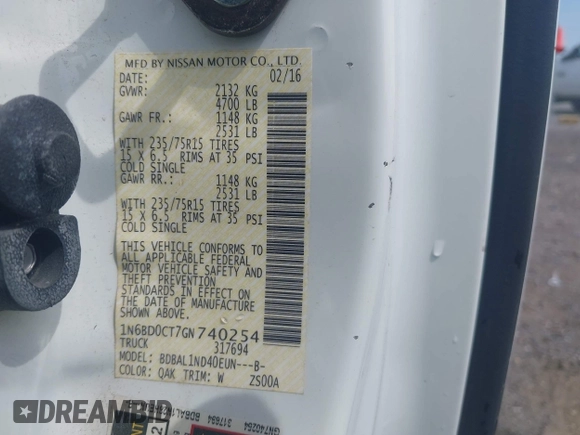 MFD BY NISSAN MOTOR CO., LTD.
DATE: 02/16
GVWR: 2132 KG
4700 LB
GAWR FR.: 1148 KG
2531 LB
WITH 235/75R15 TIRES
15 X 6.5 RIMS AT 35 PSI
COLD SINGLE
GAWR RR.: 1148 KG
2531 LB
WITH 235/75R15 TIRES
15 X 6.5 RIMS AT 35 PSI
COLD SINGLE
THIS VEHICLE CONFORMS TO
ALL APPLICABLE FEDERAL
MOTOR VEHICLE SAFETY AND
THEFT PREVENTION
STANDARDS IN EFFECT ON
THE DATE OF MANUFACTURE
SHOWN ABOVE
1N6BD0CT7GN740254
TRUCK 317694
MODEL: BDBAL1ND40EUN---B-
COLOR: QAK TRIM: W ZS00A
317694
GN740254
AUTOBIDCAR